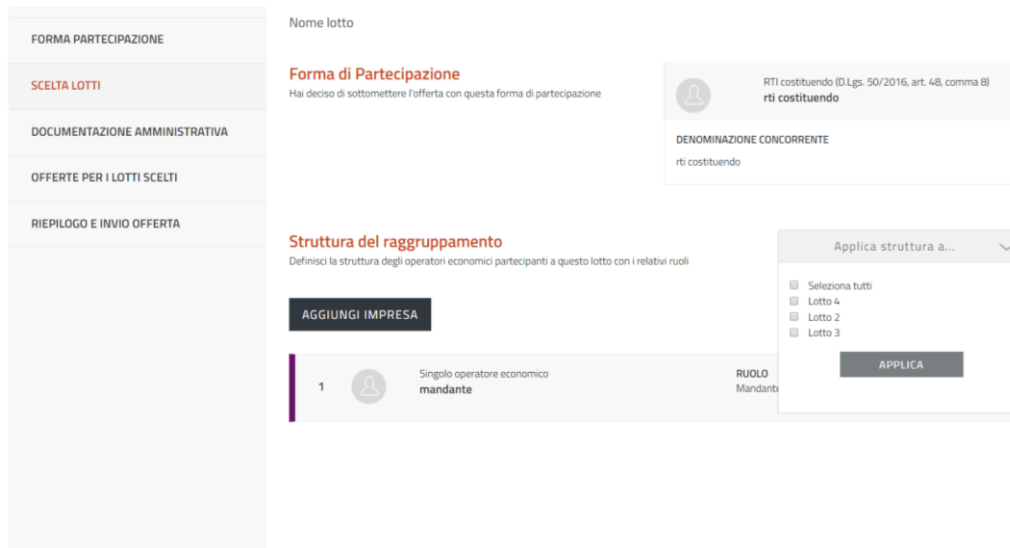 FORMA PARTECIPAZIONE
SCELTA LOTTI
DOCUMENTAZIONE AMMINISTRATIVA
OFFERTE PER I LOTTI SCELTI
RIEPILOGO E INVIO OFFERTA
Nome lotto
Forma di Partecipazione
Hai deciso di sottomettere l'offerta con questa forma di partecipazione
RTI costituendo (D.Lgs. 50/2016, art. 48, comma 8)
rti costituendo
DENOMINAZIONE CONCORRENTE
rti costituendo
Struttura del raggruppamento
Definisci la struttura degli operatori economici partecipanti a questo lotto con i relativi ruoli
Applica struttura a...
Seleziona tutti
Lotto 4
Lotto 2
Lotto 3
APPLICA
AGGIUNGI IMPRESA
1
Singolo operatore economico
mandante
RUOLO
Mandante